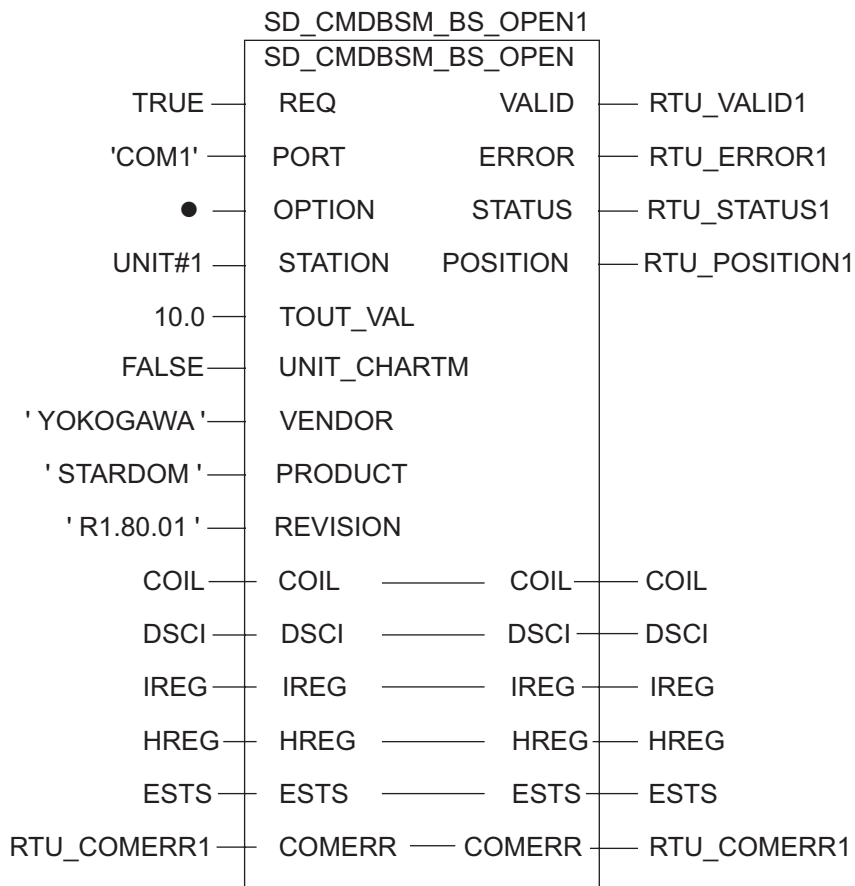 SD_CMDBSM_BS_OPEN1
SD_CMDBSM_BS_OPEN
TRUE REQ VALID RTU_VALID1
'COM1' PORT ERROR RTU_ERROR1
OPTION STATUS RTU_STATUS1
UNIT#1 STATION POSITION RTU_POSITION1
10.0 TOUT_VAL
FALSE UNIT_CHARTM
' YOKOGAWA ' VENDOR
' STARDOM ' PRODUCT
' R1.80.01 ' REVISION
COIL COIL COIL COIL
DSCI DSCI DSCI DSCI
IREG IREG IREG IREG
HREG HREG HREG HREG
ESTS ESTS ESTS ESTS
RTU_COMERR1 COMERR COMERR RTU_COMERR1